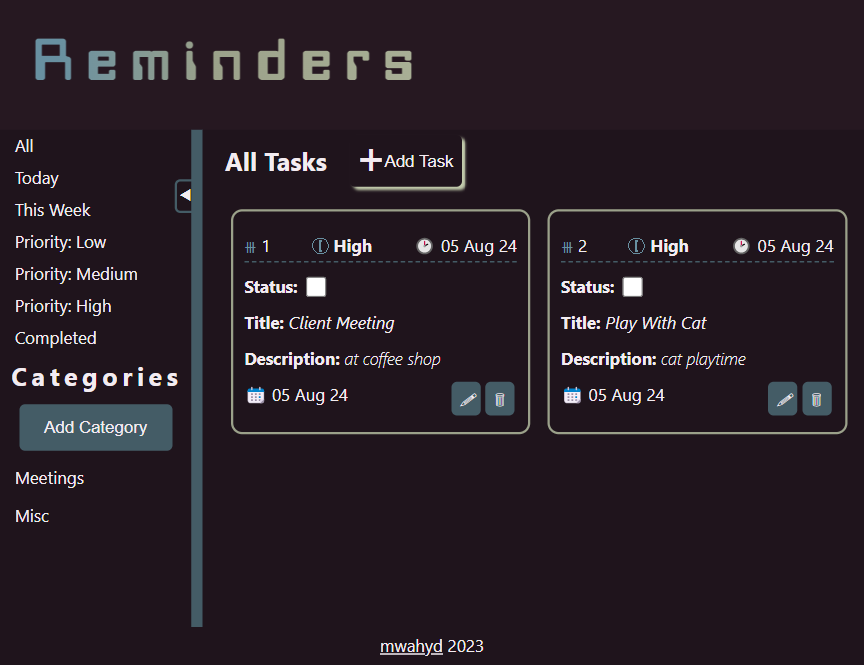 Reminders
All
Today
This Week
Priority: Low
Priority: Medium
Priority: High
Completed
Categories
Add Category
Meetings
Misc
All Tasks
Add Task
1 High 05 Aug 24
Status:
Title: Client Meeting
Description: at coffee shop
05 Aug 24
2 High 05 Aug 24
Status:
Title: Play With Cat
Description: cat playtime
05 Aug 24
mwahyd 2023